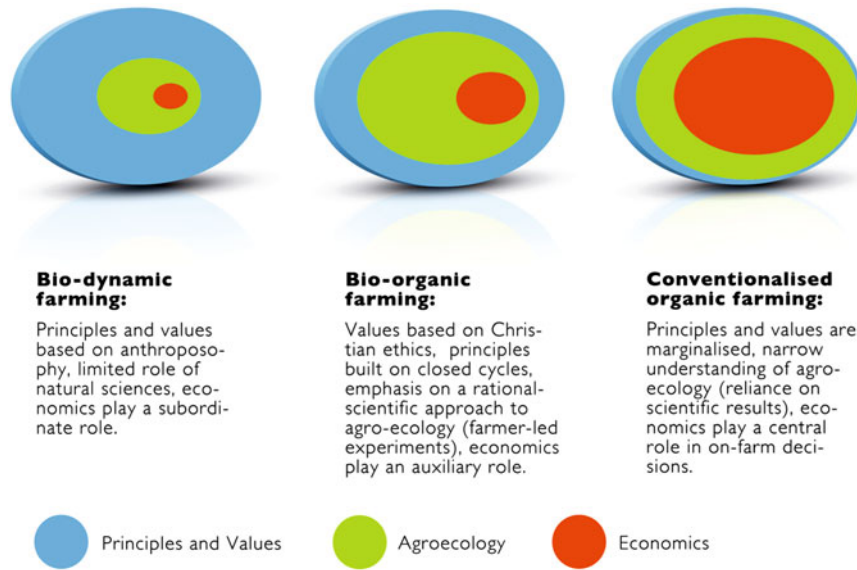 Bio-dynamic
farming:
Principles and values
based on anthroposo-
phy, limited role of
natural sciences, eco-
nomics play a subordi-
nate role.
Bio-organic
farming:
Values based on Chris-
tian ethics, principles
built on closed cycles,
emphasis on a rational-
scientific approach to
agro-ecology (farmer-led
experiments), economics
play an auxiliary role.
Conventionalised
organic farming:
Principles and values are
marginalised, narrow
understanding of agro-
ecology (reliance on
scientific results), eco-
nomics play a central
role in on-farm deci-
sions.
Principles and Values
Agroecology
Economics